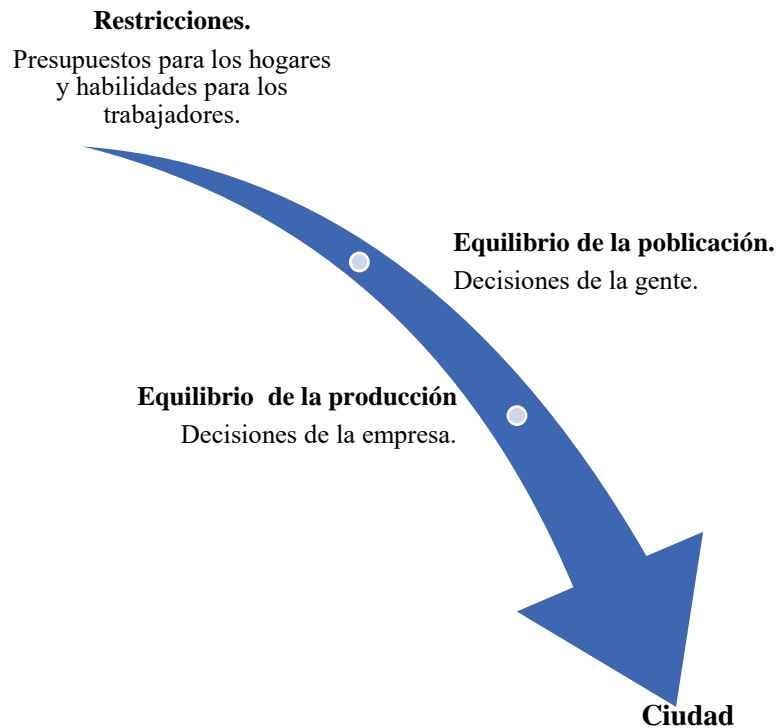 Restricciones.
Presupuestos para los hogares
y habilidades para los
trabajadores.
Equilibrio de la poblicación.
Decisiones de la gente.
Equilibrio de la producción
Decisiones de la empresa.
Ciudad